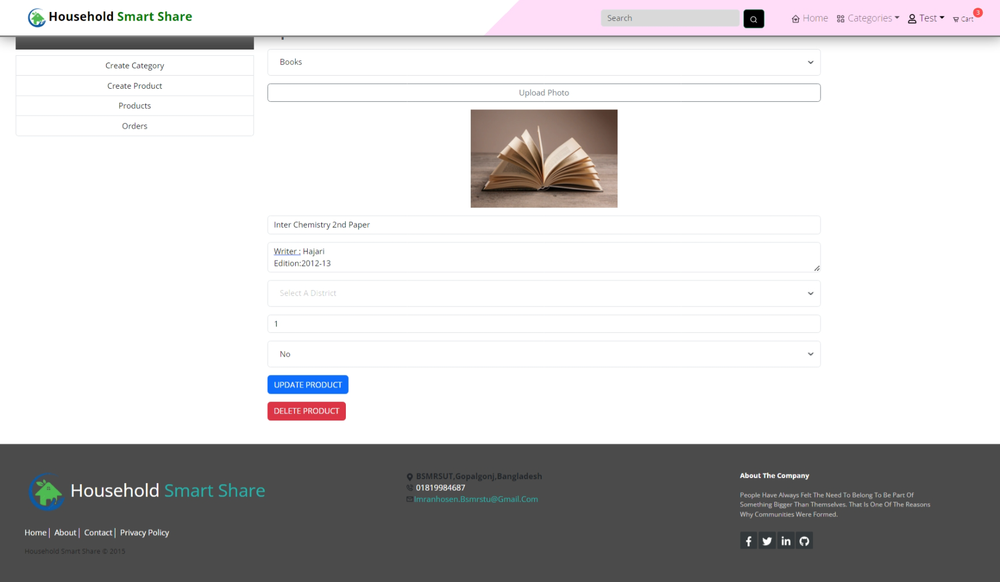 Household Smart Share
Search
Home
Categories
Test
Cart
3
Create Category
Create Product
Products
Orders
Books
Upload Photo
Inter Chemistry 2nd Paper
Writer : Hajari
Edition:2012-13
Select A District
1
No
UPDATE PRODUCT
DELETE PRODUCT
Household Smart Share
Home| About| Contact| Privacy Policy
Household Smart Share © 2015
BSMRSUT,Gopalgonj,Bangladesh
01819984687
Imranhosen.Bsmrstu@Gmail.Com
About The Company
People Have Always Felt The Need To Belong To Be Part Of
Something Bigger Than Themselves. That Is One Of The Reasons
Why Communities Were Formed.